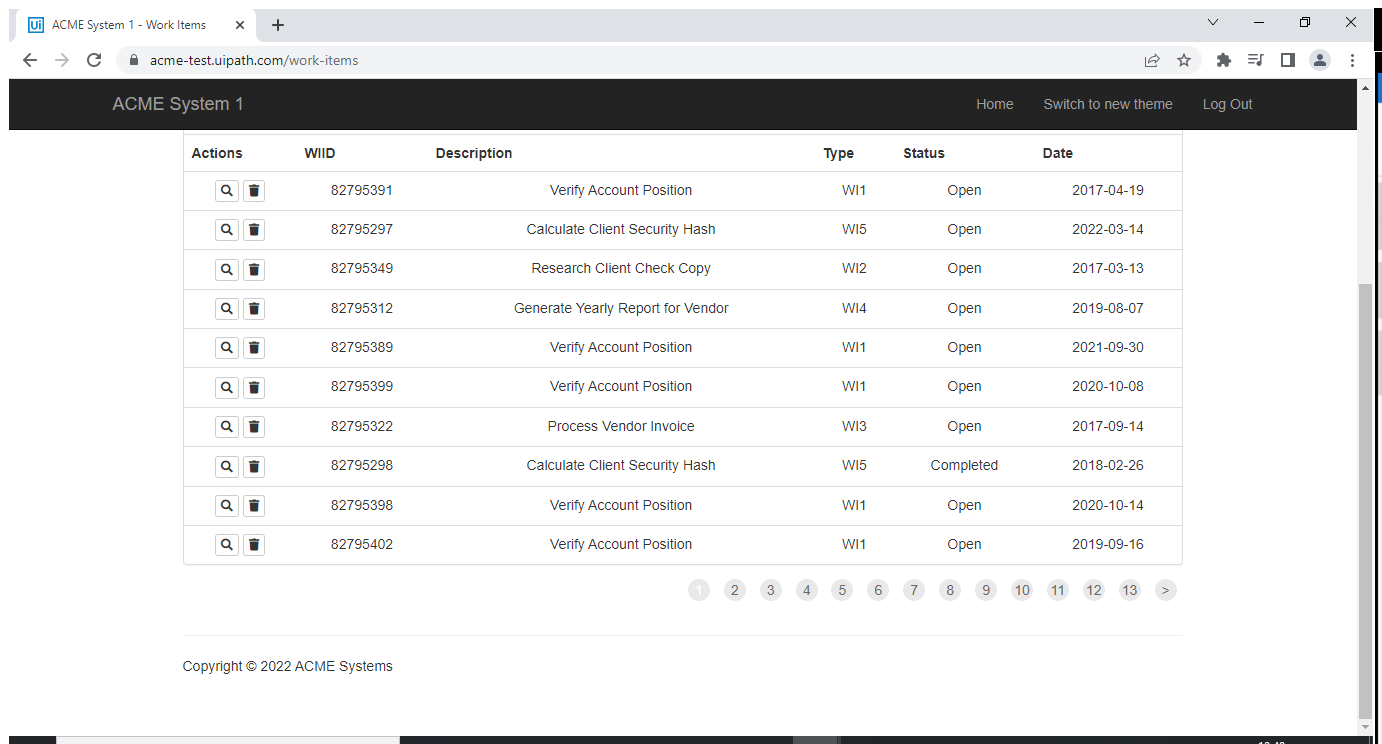 Ui ACME System 1 - Work Items
acme-test.uipath.com/work-items
ACME System 1 Home Switch to new theme Log Out
Actions WIID Description Type Status Date
82795391 Verify Account Position WI1 Open 2017-04-19
82795297 Calculate Client Security Hash WI5 Open 2022-03-14
82795349 Research Client Check Copy WI2 Open 2017-03-13
82795312 Generate Yearly Report for Vendor WI4 Open 2019-08-07
82795389 Verify Account Position WI1 Open 2021-09-30
82795399 Verify Account Position WI1 Open 2020-10-08
82795322 Process Vendor Invoice WI3 Open 2017-09-14
82795298 Calculate Client Security Hash WI5 Completed 2018-02-26
82795398 Verify Account Position WI1 Open 2020-10-14
82795402 Verify Account Position WI1 Open 2019-09-16
1 2 3 4 5 6 7 8 9 10 11 12 13 >
Copyright © 2022 ACME Systems